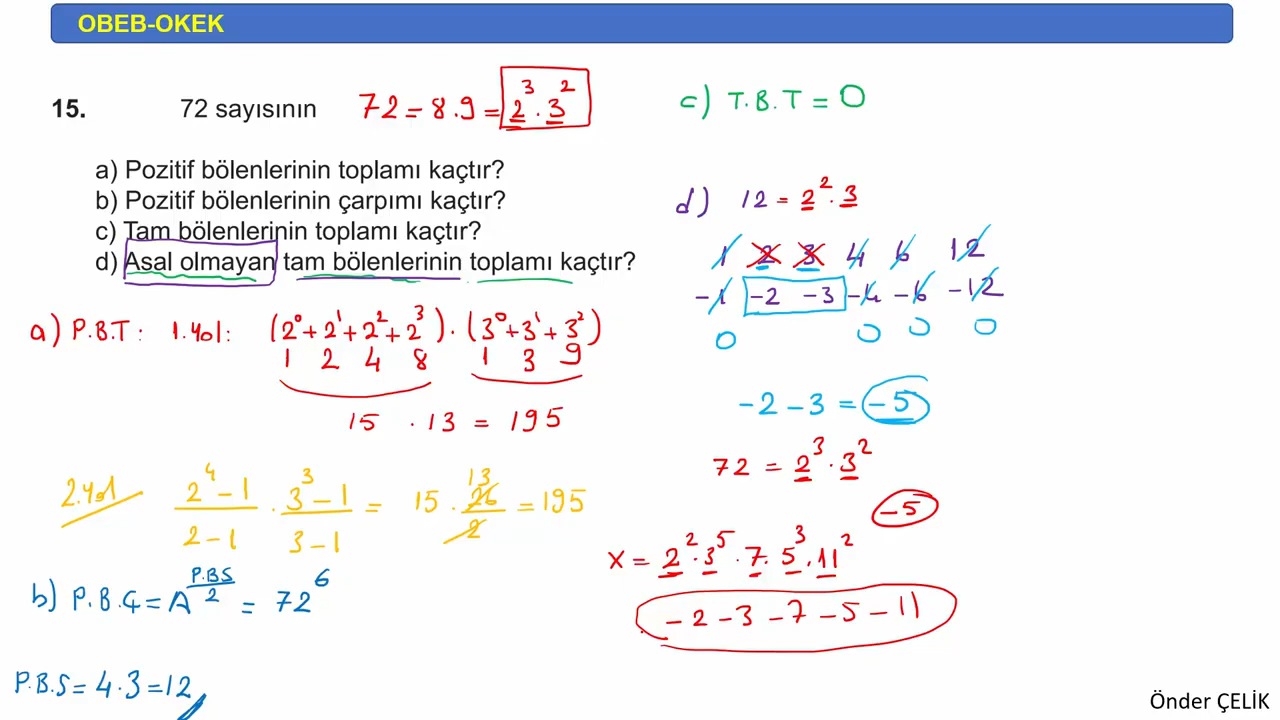 OBEB-OKEK
15. 72 sayısının 72 = 8.9 = 2³ · 3²
a) Pozitif bölenlerinin toplamı kaçtır?
b) Pozitif bölenlerinin çarpımı kaçtır?
c) Tam bölenlerinin toplamı kaçtır?
d) Asal olmayan tam bölenlerinin toplamı kaçtır?
a) P.B.T: 1.Yol: (2⁰+2¹+2²+2³) · (3⁰+3¹+3²)
1 2 4 8 1 3 9
15 · 13 = 195
2.Yol (2⁴-1)/(2-1) · (3³-1)/(3-1) = 15 · 26/2 = 195
13
b) P.B.Ç = A^(P.B.S/2) = 72⁶
P.B.S = 4·3 = 12
c) T.B.T = 0
d) 12 = 2² · 3
1 2 3 4 6 12
-1 -2 -3 -4 -6 -12
0 0 0 0
-2 - 3 = -5
72 = 2³ · 3²
-5
x = 2² · 3⁵ · 7 · 5³ · 11²
-2 -3 -7 -5 -11
Önder ÇELİK